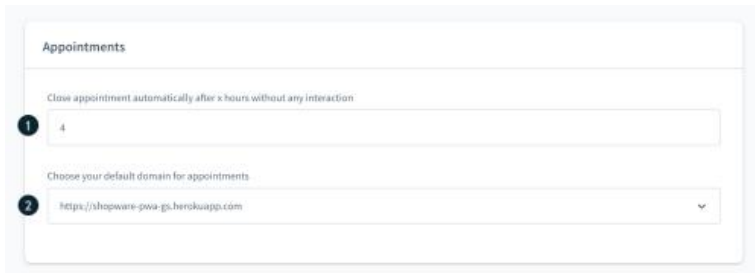 Appointments
Close appointment automatically after x hours without any interaction
1
4
Choose your default domain for appointments
2
https://shopware-pwa-gs.herokuapp.com